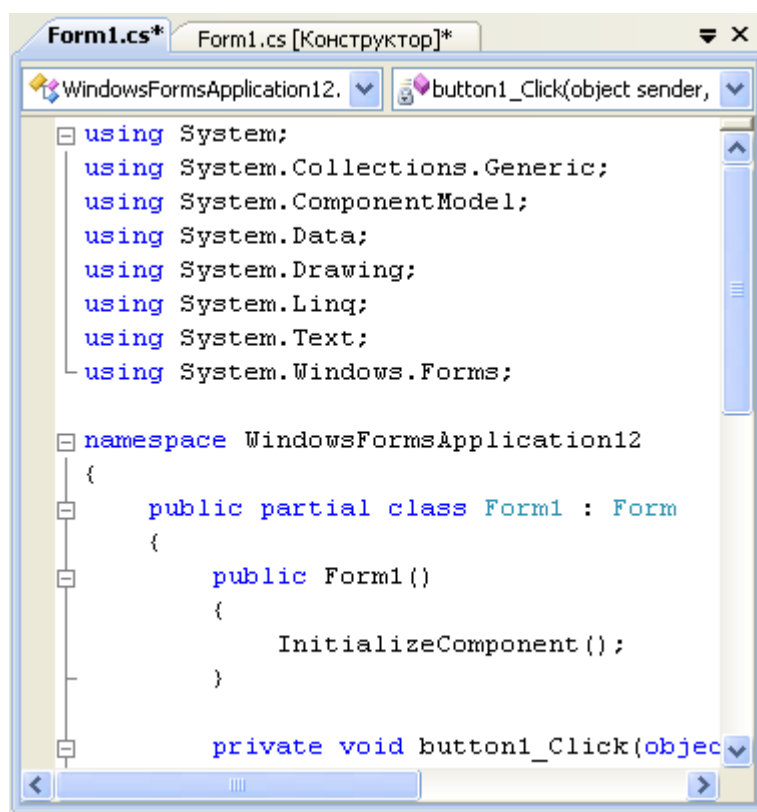 Form1.cs* Form1.cs [Конструктор]*
WindowsFormsApplication12. button1_Click(object sender,
using System;
using System.Collections.Generic;
using System.ComponentModel;
using System.Data;
using System.Drawing;
using System.Linq;
using System.Text;
using System.Windows.Forms;
namespace WindowsFormsApplication12
{
public partial class Form1 : Form
{
public Form1()
{
InitializeComponent();
}
private void button1_Click(objec